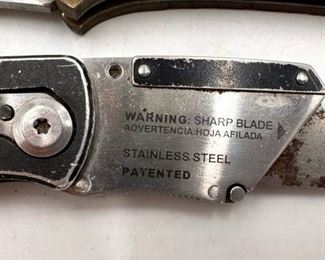 WARNING: SHARP BLADE
ADVERTENCIA:HOJA AFILADA
STAINLESS STEEL
PATENTED